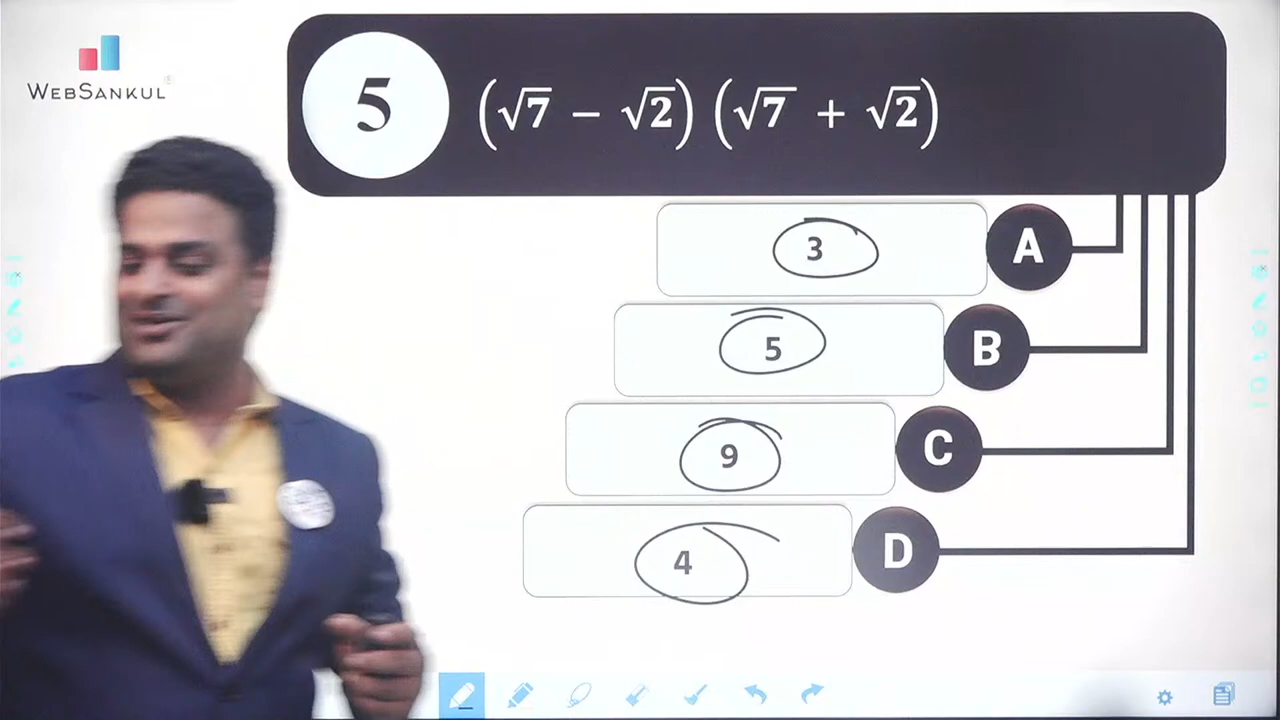 WEBSANKUL
5 (√7 − √2) (√7 + √2)
3 A
5 B
9 C
4 D